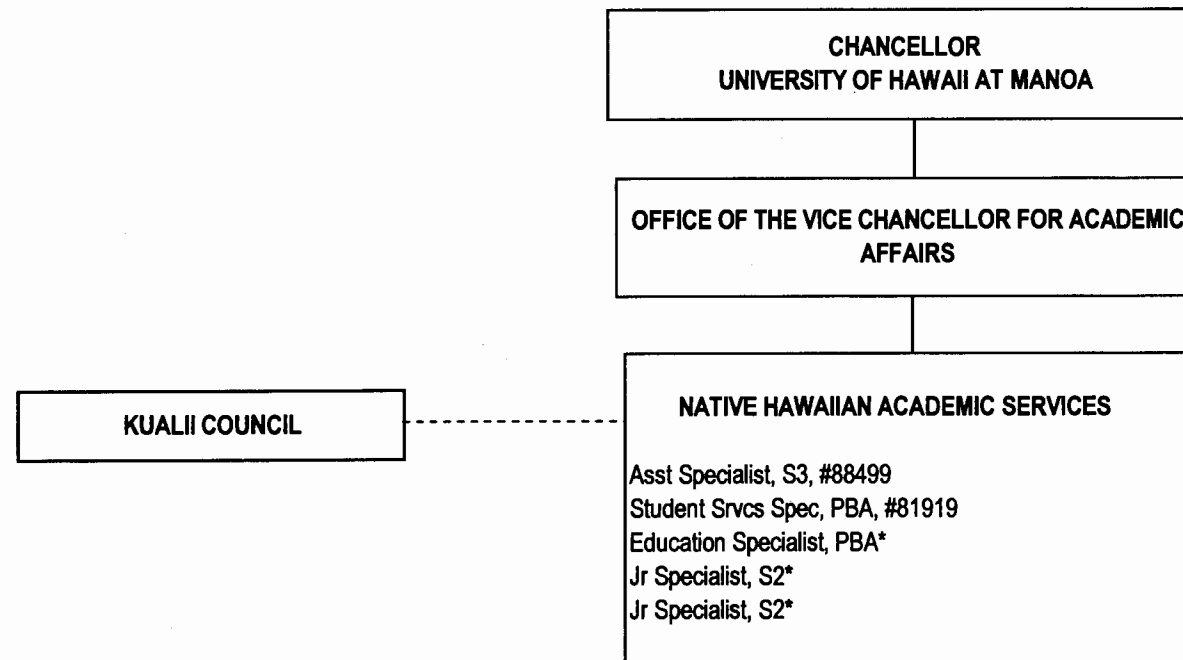 CHANCELLOR
UNIVERSITY OF HAWAII AT MANOA
OFFICE OF THE VICE CHANCELLOR FOR ACADEMIC
AFFAIRS
KUALII COUNCIL
NATIVE HAWAIIAN ACADEMIC SERVICES
Asst Specialist, S3, #88499
Student Srvcs Spec, PBA, #81919
Education Specialist, PBA*
Jr Specialist, S2*
Jr Specialist, S2*